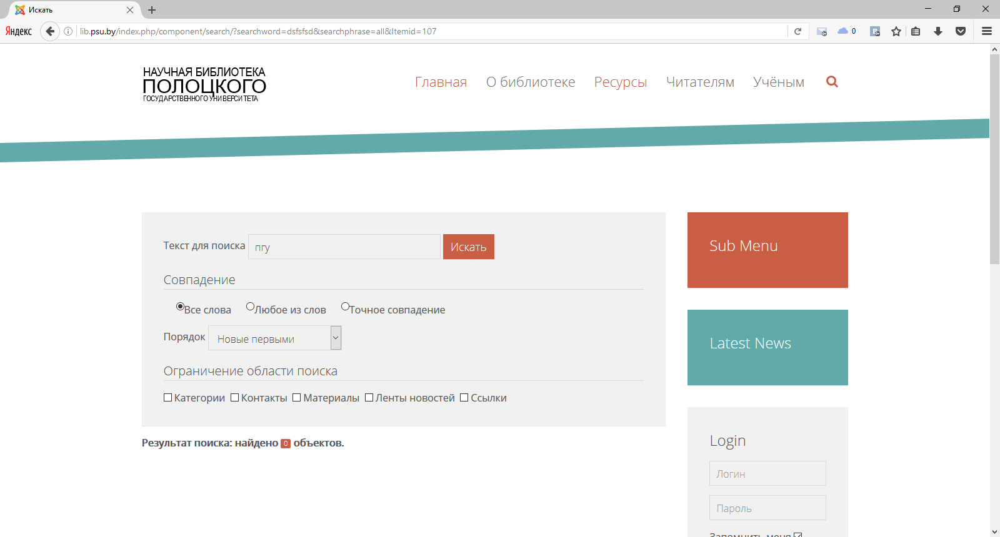 Искать
Яндекс
lib.psu.by/index.php/component/search/?searchword=dsfsfsd&searchphrase=all&Itemid=107
0
НАУЧНАЯ БИБЛИОТЕКА
ПОЛОЦКОГО
ГОСУДАРСТВЕННОГО УНИВЕРСИТЕТА
Главная О библиотеке Ресурсы Читателям Учёным
Текст для поиска пгу Искать
Совпадение
Все слова Любое из слов Точное совпадение
Порядок Новые первыми
Ограничение области поиска
Категории Контакты Материалы Ленты новостей Ссылки
Результат поиска: найдено 0 объектов.
Sub Menu
Latest News
Login
Логин
Пароль
Запомнить меня